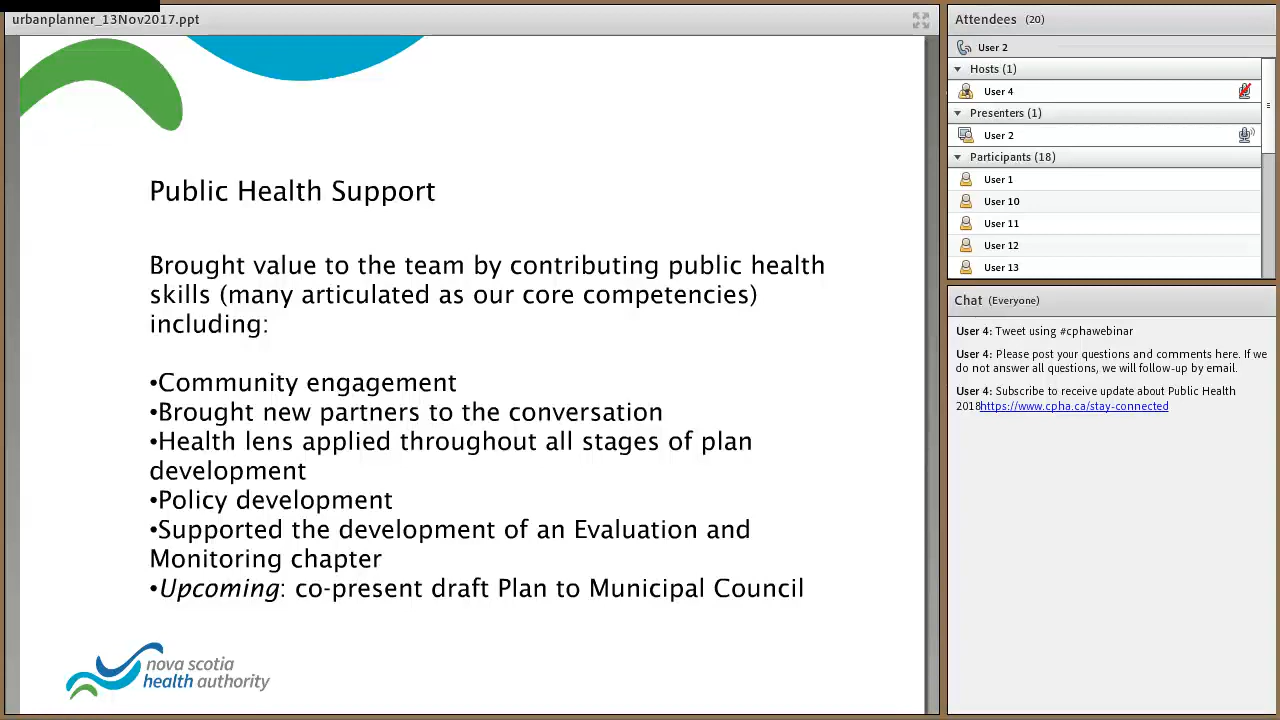 urbanplanner_13Nov2017.ppt
Public Health Support
Brought value to the team by contributing public health
skills (many articulated as our core competencies)
including:
•Community engagement
•Brought new partners to the conversation
•Health lens applied throughout all stages of plan
development
•Policy development
•Supported the development of an Evaluation and
Monitoring chapter
•Upcoming: co-present draft Plan to Municipal Council
nova scotia
health authority
Attendees (20)
User 2
Hosts (1)
User 4
Presenters (1)
User 2
Participants (18)
User 1
User 10
User 11
User 12
User 13
Chat (Everyone)
User 4: Tweet using #cphawebinar
User 4: Please post your questions and comments here. If we
do not answer all questions, we will follow-up by email.
User 4: Subscribe to receive update about Public Health
2018https://www.cpha.ca/stay-connected